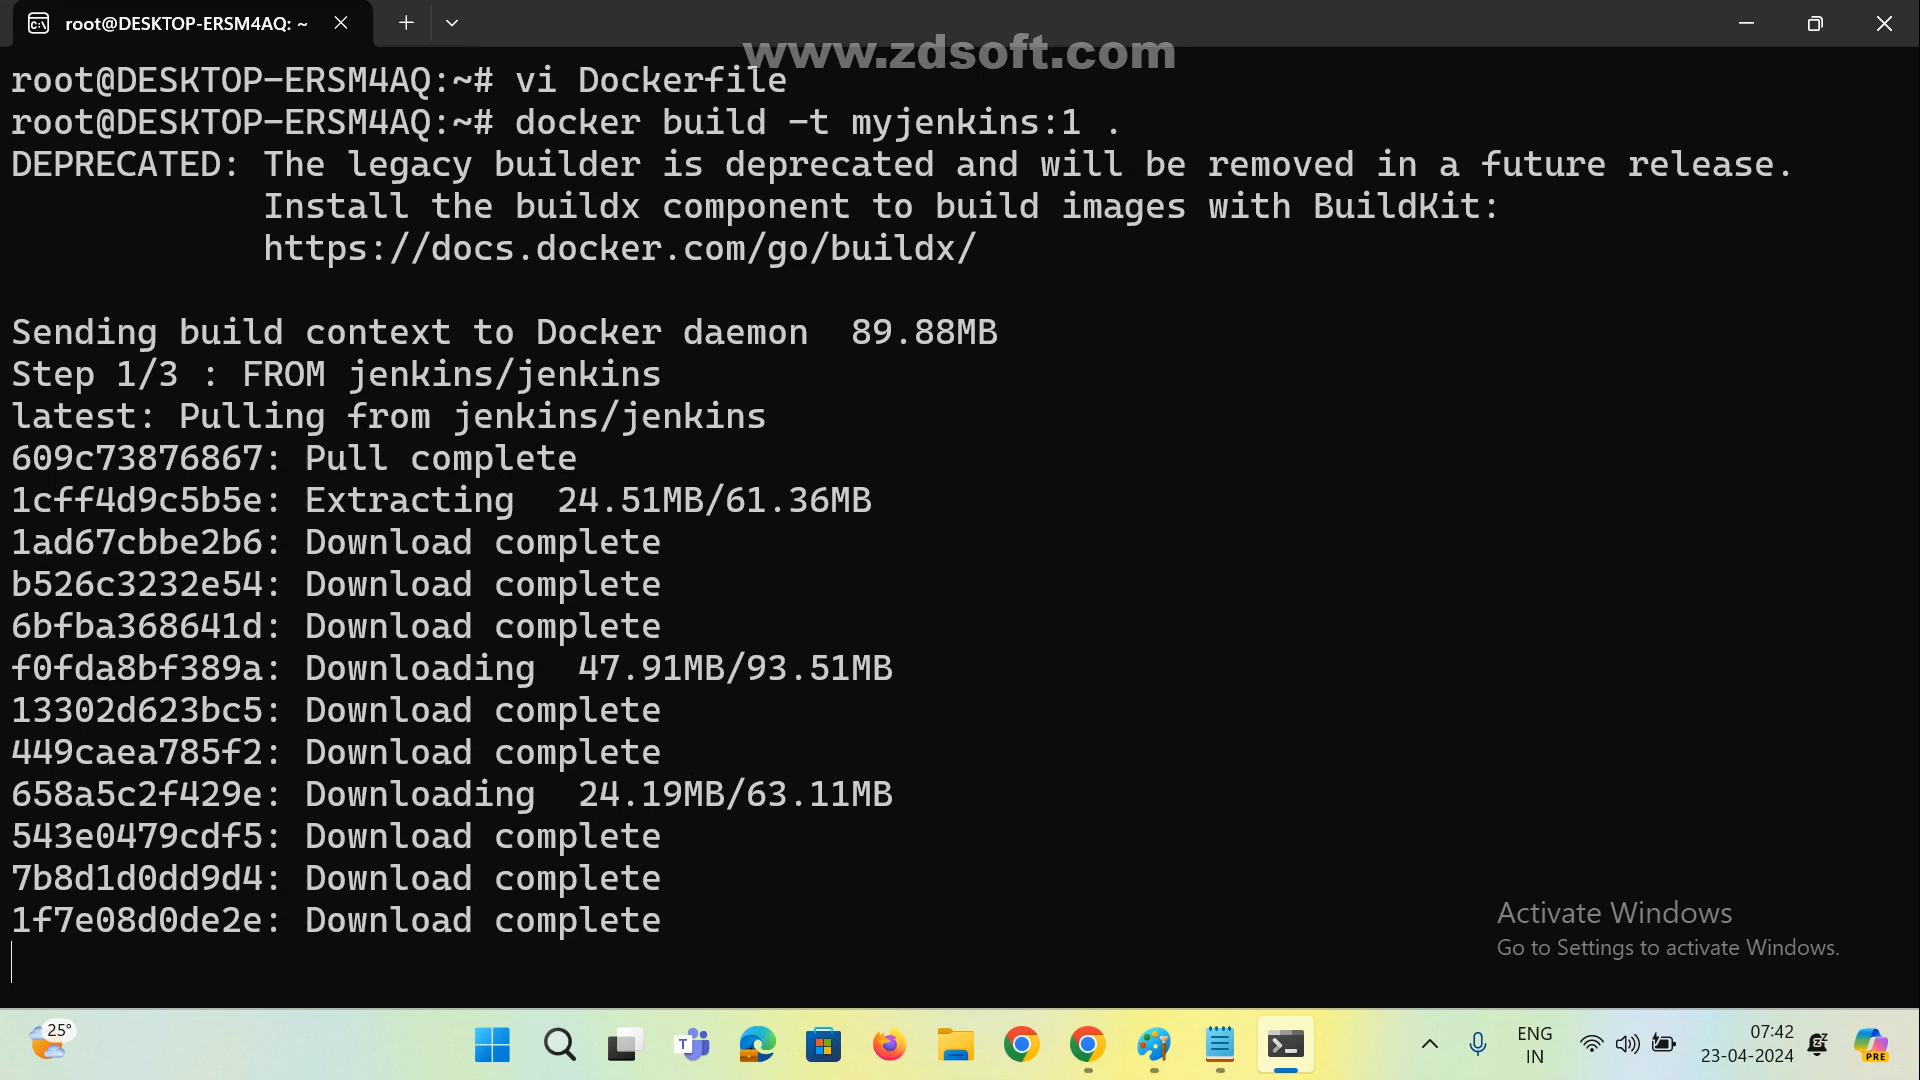 root@DESKTOP-ERSM4AQ: ~
www.zdsoft.com
root@DESKTOP-ERSM4AQ:~# vi Dockerfile
root@DESKTOP-ERSM4AQ:~# docker build -t myjenkins:1 .
DEPRECATED: The legacy builder is deprecated and will be removed in a future release.
Install the buildx component to build images with BuildKit:
https://docs.docker.com/go/buildx/
Sending build context to Docker daemon  89.88MB
Step 1/3 : FROM jenkins/jenkins
latest: Pulling from jenkins/jenkins
609c73876867: Pull complete
1cff4d9c5b5e: Extracting  24.51MB/61.36MB
1ad67cbbe2b6: Download complete
b526c3232e54: Download complete
6bfba368641d: Download complete
f0fda8bf389a: Downloading  47.91MB/93.51MB
13302d623bc5: Download complete
449caea785f2: Download complete
658a5c2f429e: Downloading  24.19MB/63.11MB
543e0479cdf5: Download complete
7b8d1d0dd9d4: Download complete
1f7e08d0de2e: Download complete
Activate Windows
Go to Settings to activate Windows.
25°
ENG
IN
07:42
23-04-2024
PRE